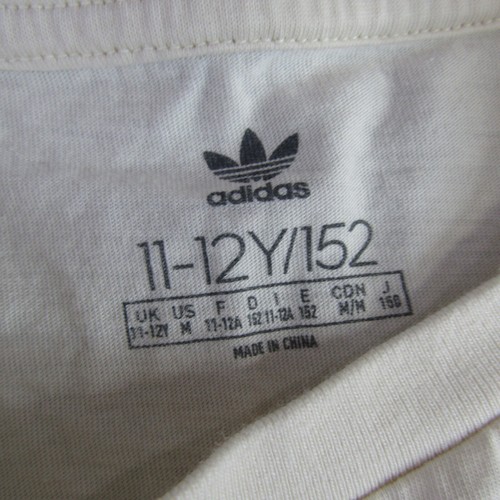 adidas
11-12Y/152
UK US F D I E CDN J
11-12Y M 11-12A 152 11-12A 152 M/M 150
MADE IN CHINA